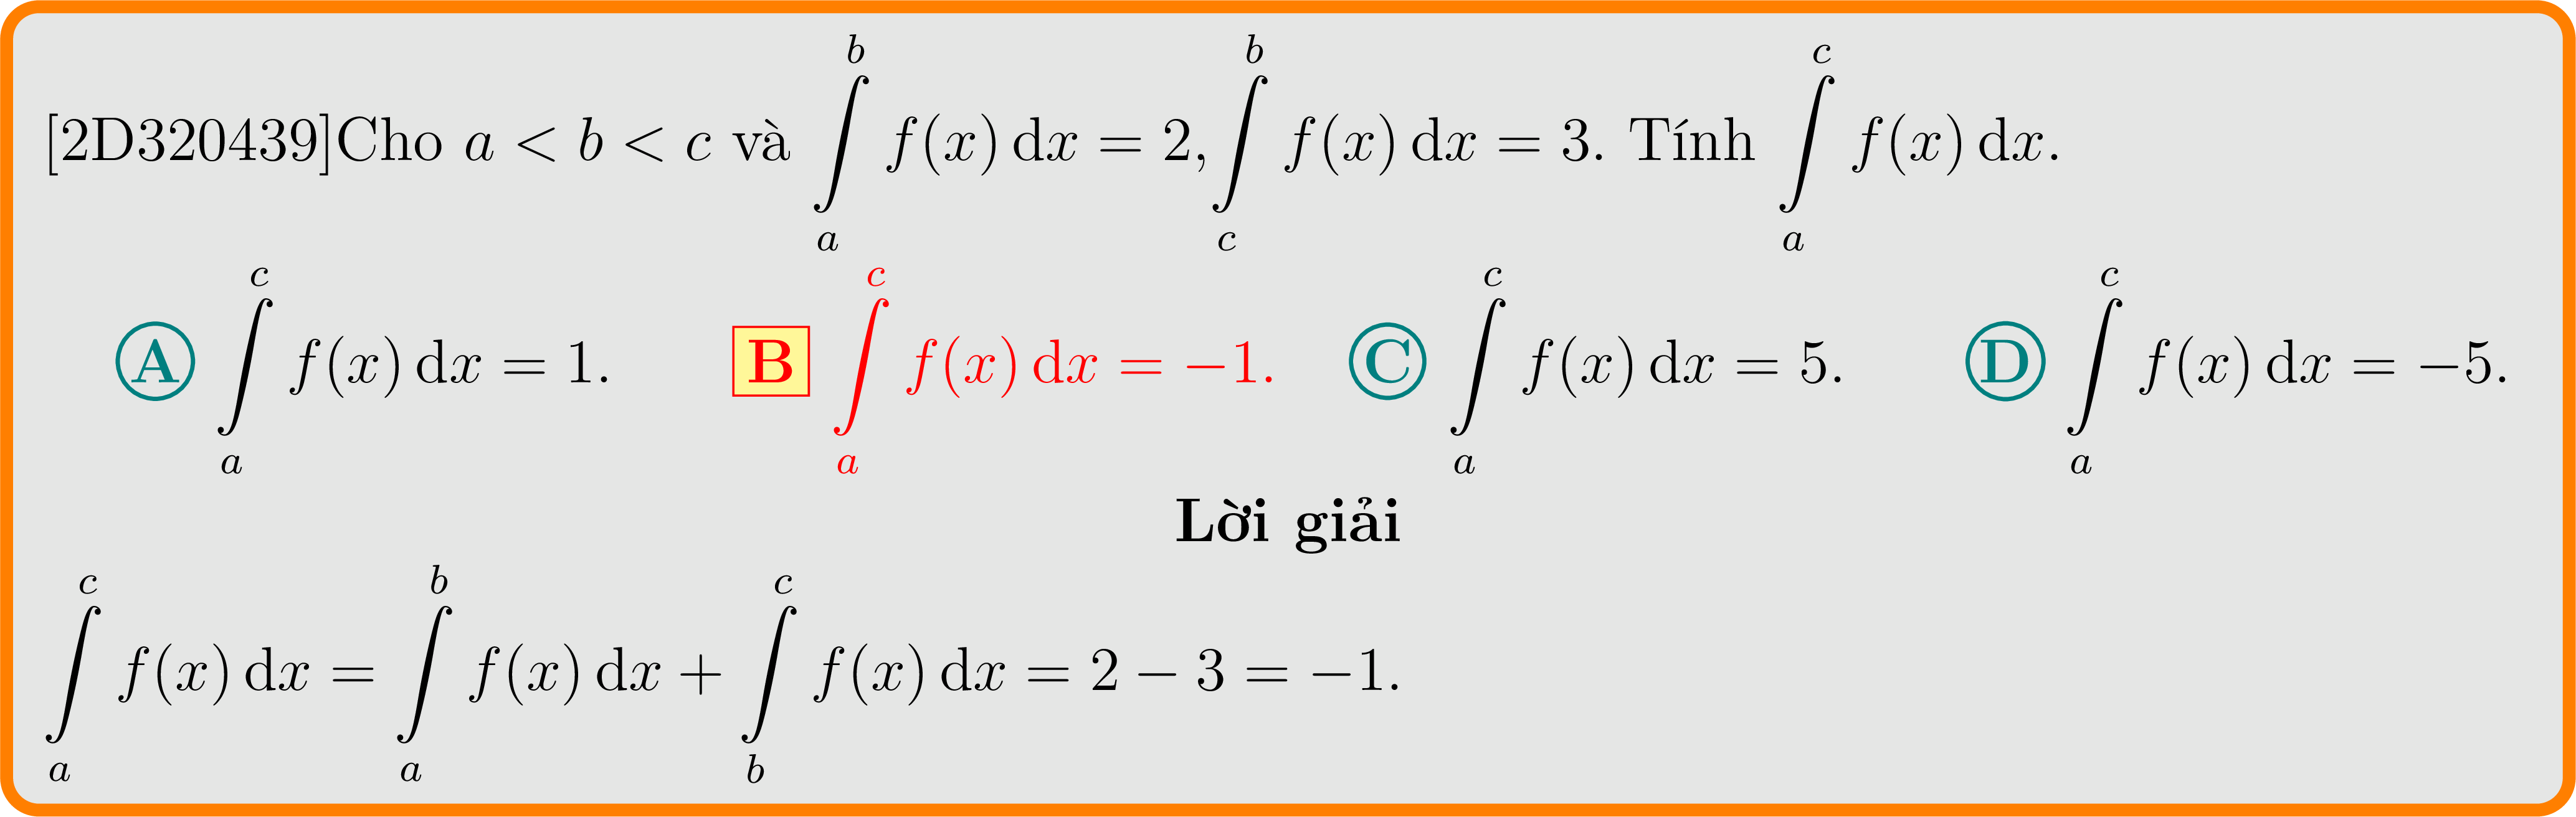 [2D320439]Cho $a < b < c$ và $\int\limits_a^b f(x)\,\mathrm{d}x = 2, \int\limits_c^b f(x)\,\mathrm{d}x = 3$. Tính $\int\limits_a^c f(x)\,\mathrm{d}x$.
A $\int\limits_a^c f(x)\,\mathrm{d}x = 1$. B $\int\limits_a^c f(x)\,\mathrm{d}x = -1$. C $\int\limits_a^c f(x)\,\mathrm{d}x = 5$. D $\int\limits_a^c f(x)\,\mathrm{d}x = -5$.
Lời giải
$\int\limits_a^c f(x)\,\mathrm{d}x = \int\limits_a^b f(x)\,\mathrm{d}x + \int\limits_b^c f(x)\,\mathrm{d}x = 2 - 3 = -1$.